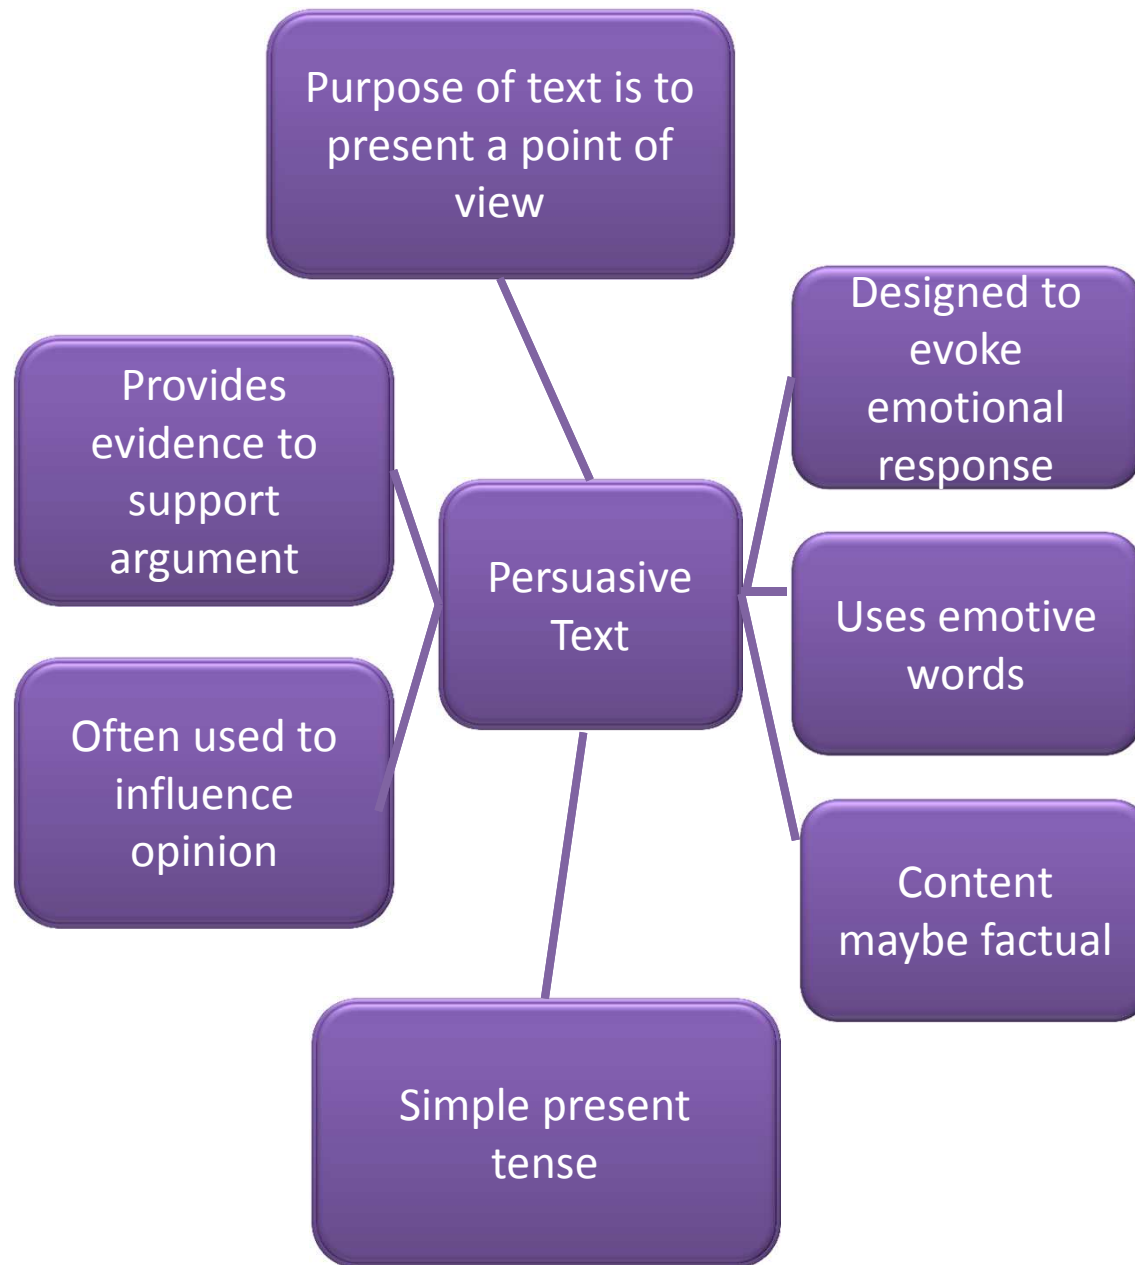 Purpose of text is to
present a point of
view
Designed to
evoke
emotional
response
Provides
evidence to
support
argument
Persuasive
Text
Uses emotive
words
Often used to
influence
opinion
Content
maybe factual
Simple present
tense